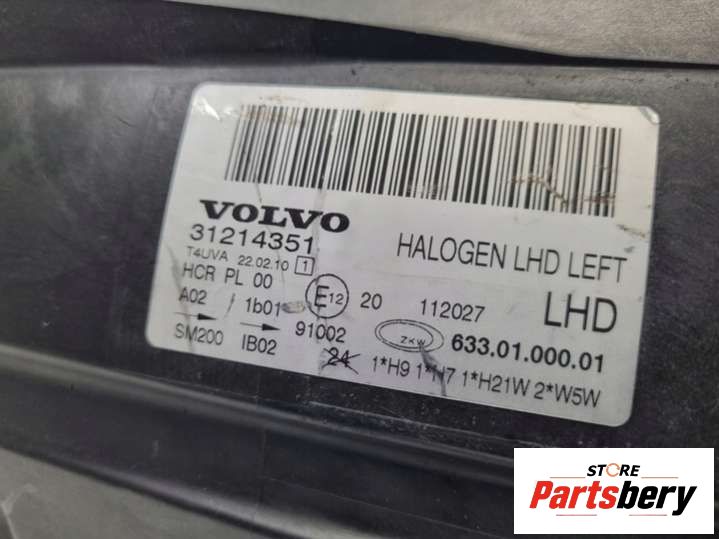 VOLVO
31214351
T4UVA 22.02.10 1
HCR PL 00
A02 1b01
SM200 IB02
E12 20
91002
24
HALOGEN LHD LEFT
112027 LHD
ZKW 633.01.000.01
1*H9 1*H7 1*H21W 2*W5W
STORE
Partsbery